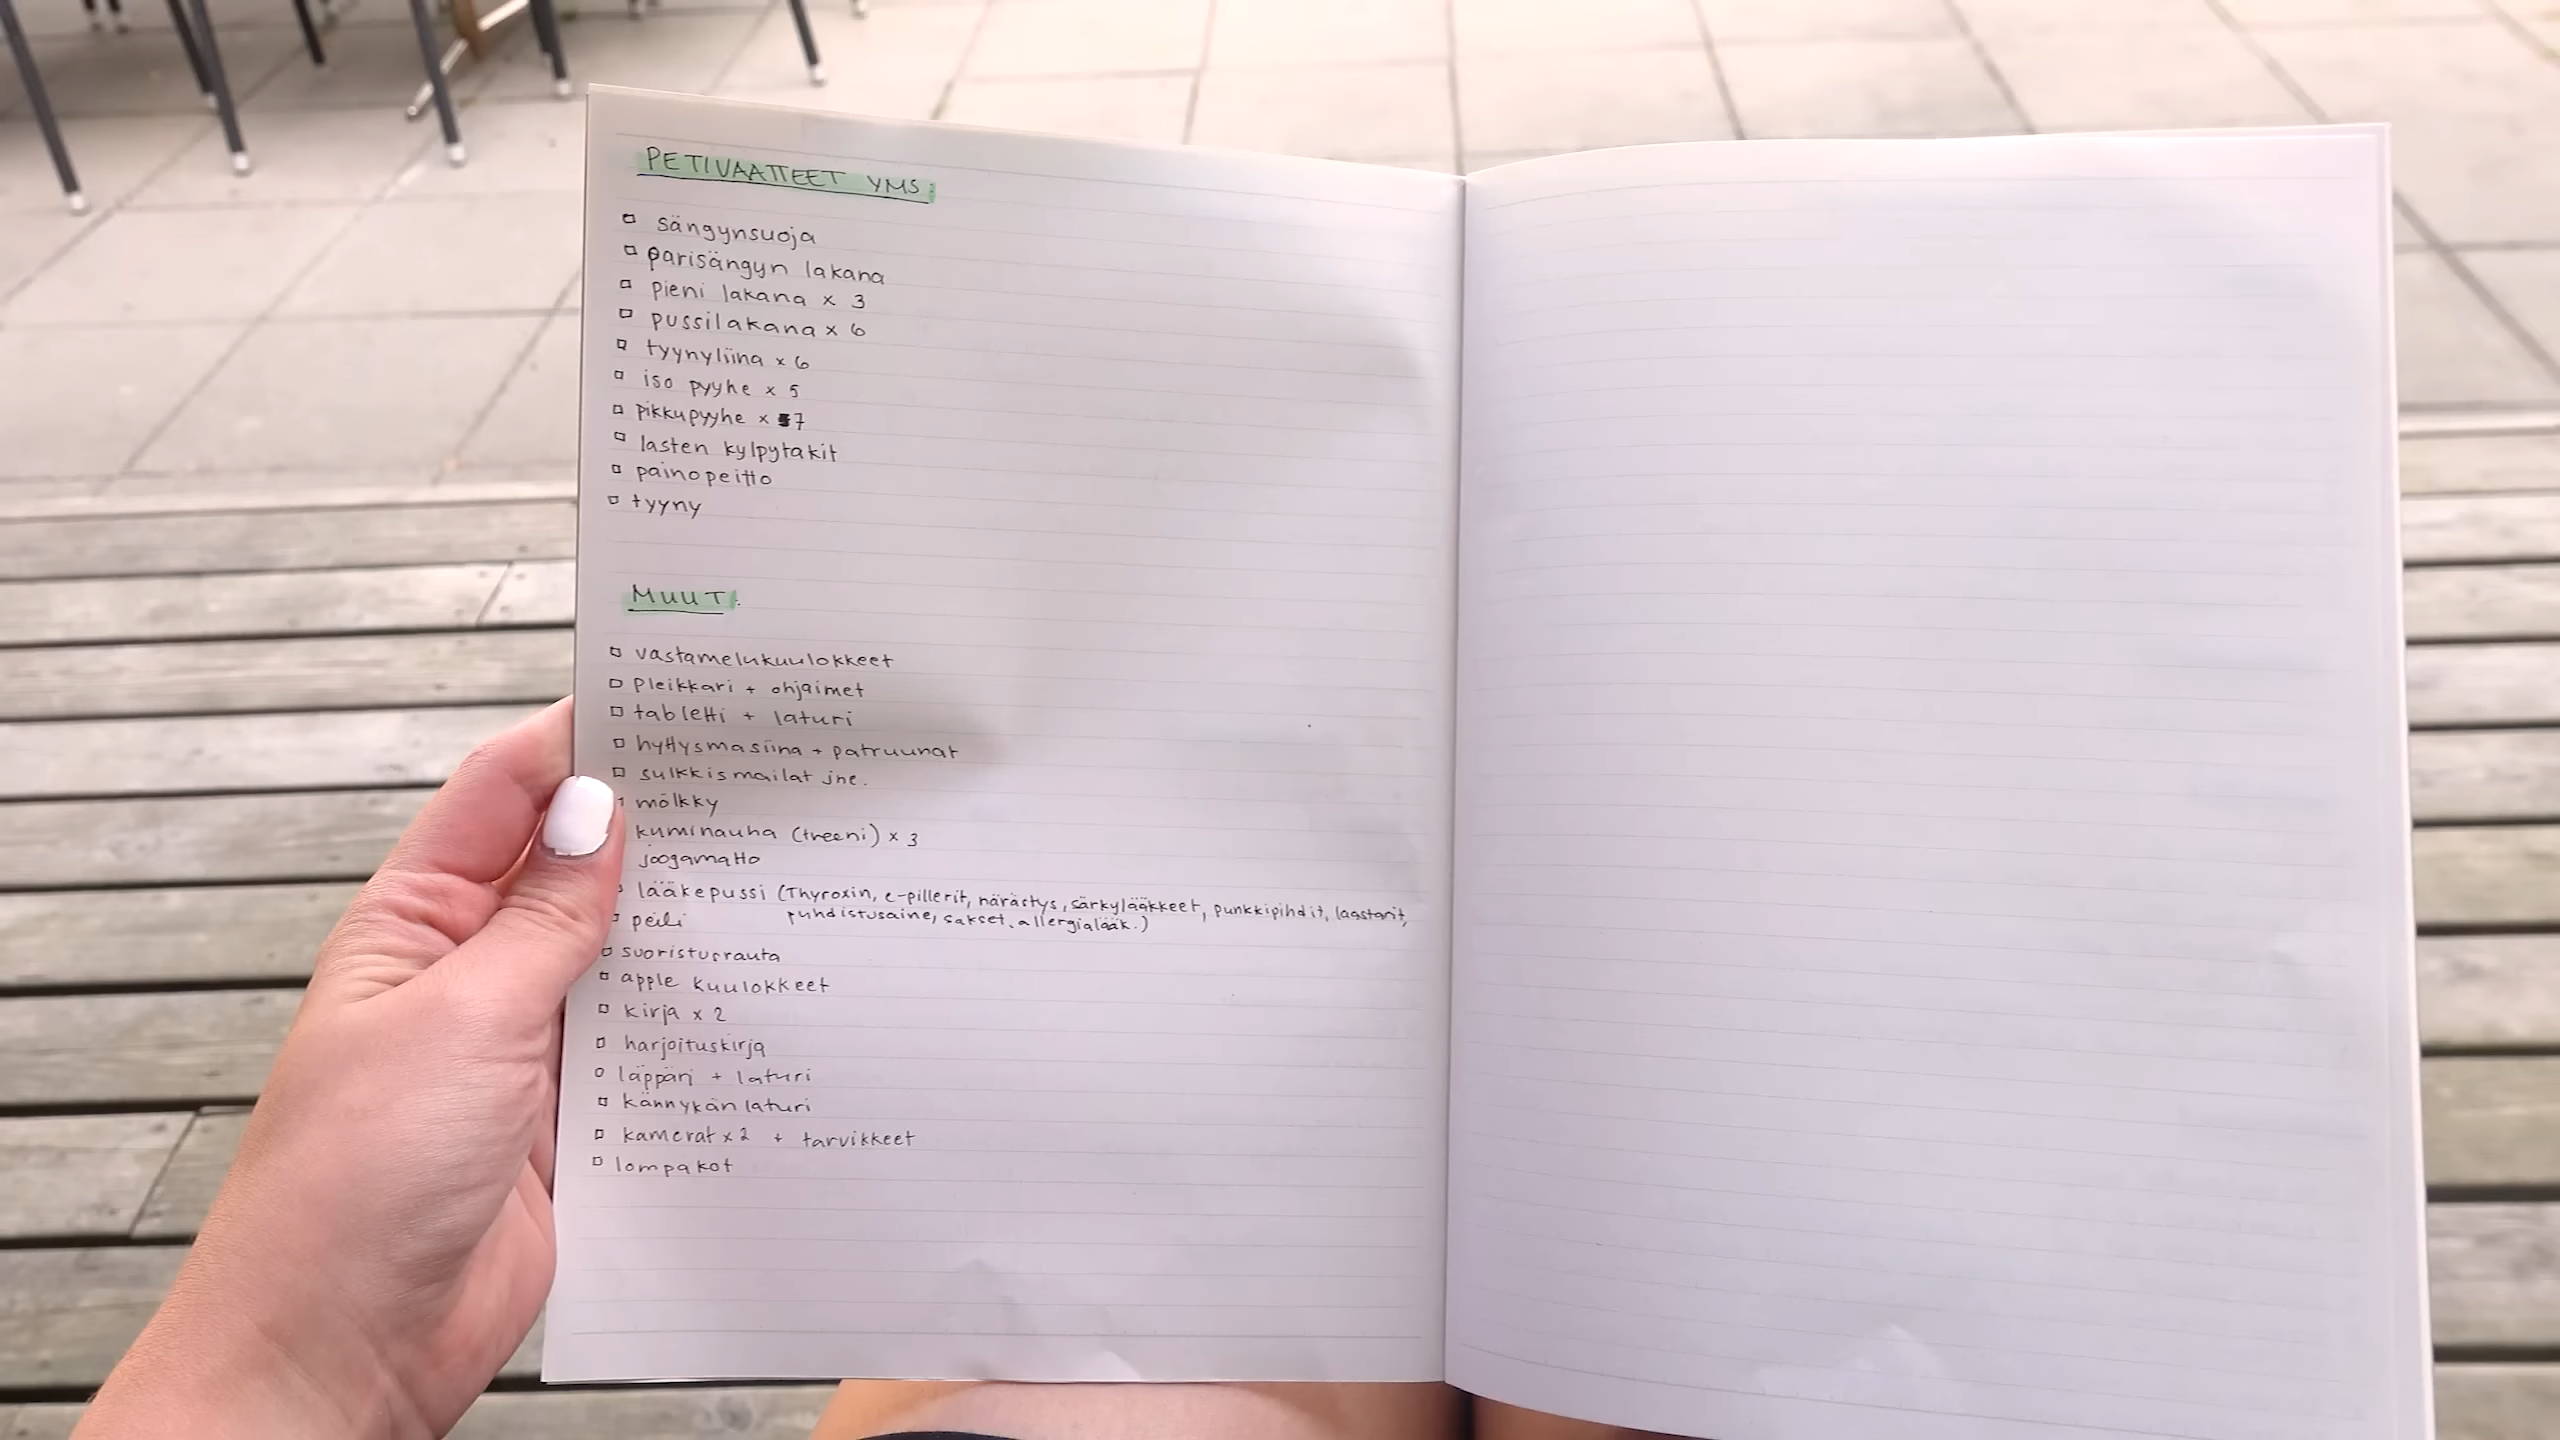 PETIVAATTEET YMS:
sängynsuoja
parisängyn lakana
pieni lakana x 3
pussilakana x 6
tyynyliina x 6
iso pyyhe x 5
pikkupyyhe x 7
lasten kylpytakit
painopeitto
tyyny
MUUT:
vastamelukuulokkeet
pleikkari + ohjaimet
tabletti + laturi
hyttysmasiina + patruunat
sulkkismailat jne.
mölkky
kuminauha (treeni) x 3
joogamatto
lääkepussi (Thyroxin, e-pillerit, närästys, särkylääkkeet, punkkipihdit, laastarit,
puhdistusaine, sakset, allergialääk.)
peili
suoristusrauta
apple kuulokkeet
kirja x 2
harjoituskirja
läppäri + laturi
kännykän laturi
kamerat x 2 + tarvikkeet
lompakot